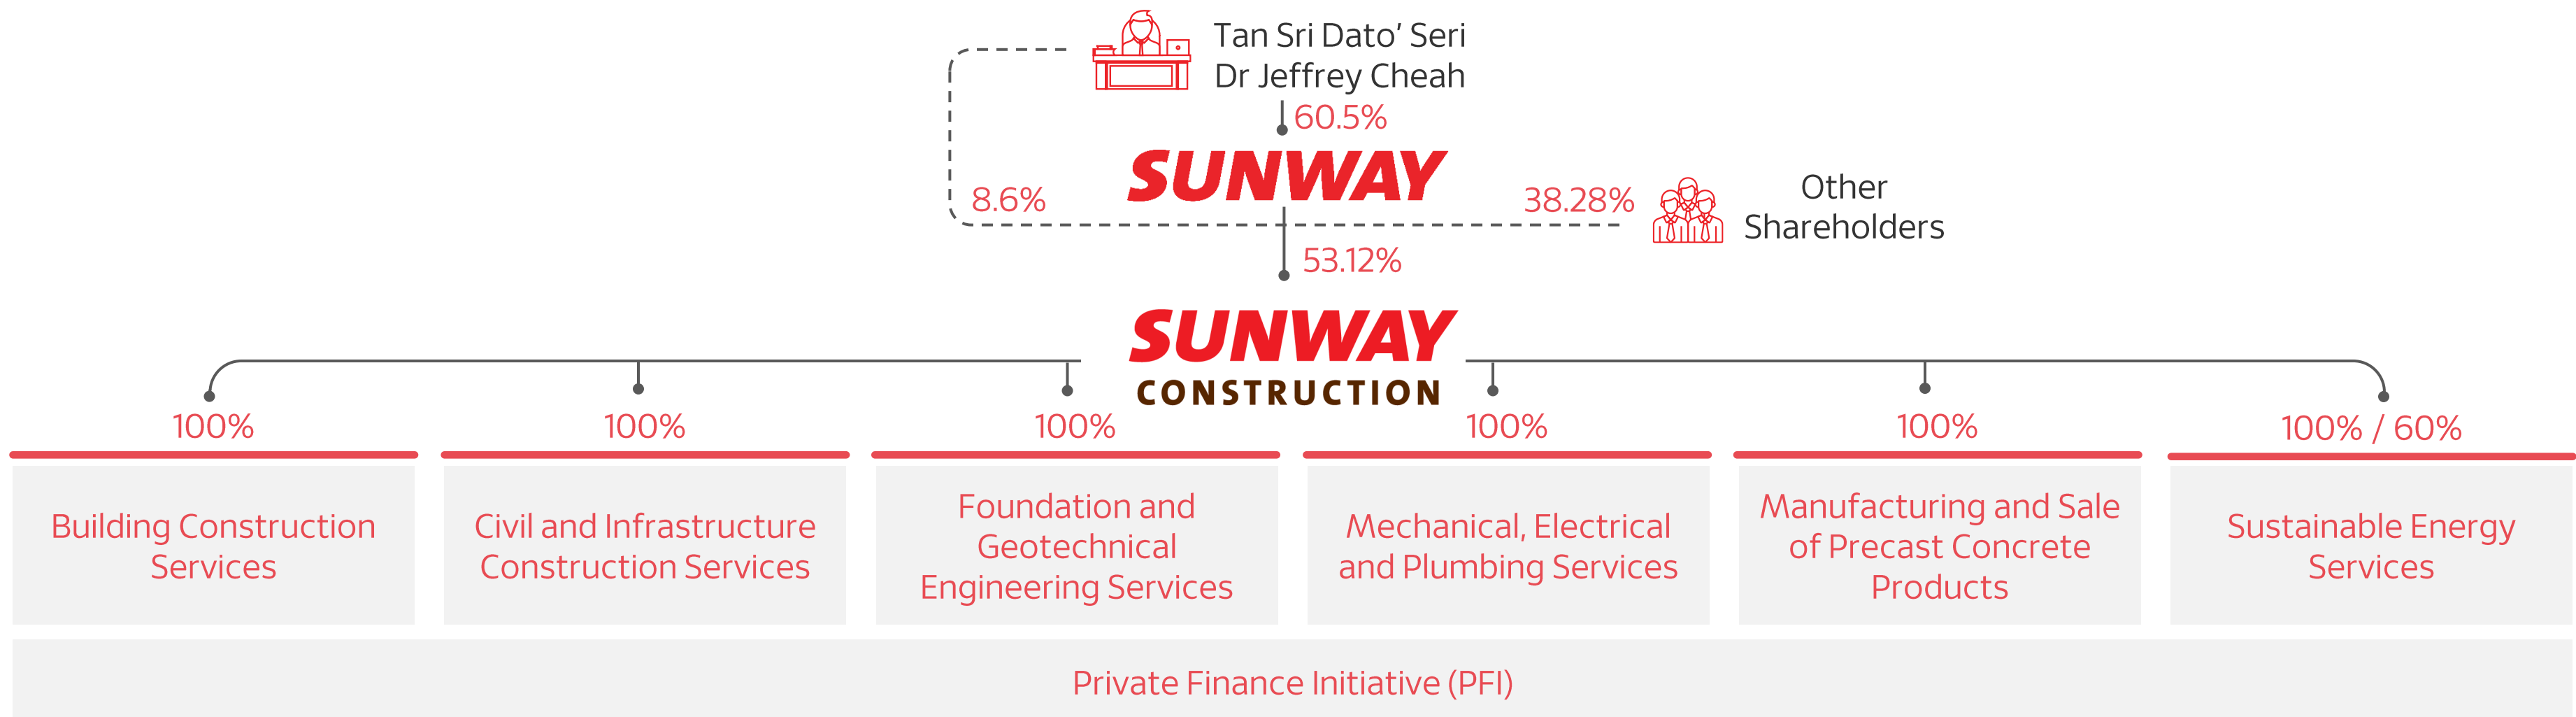 Tan Sri Dato’ Seri
Dr Jeffrey Cheah
60.5%
SUNWAY
8.6%
38.28%
Other
Shareholders
53.12%
SUNWAY
CONSTRUCTION
100%
100%
100%
100%
100%
100% / 60%
Building Construction
Services
Civil and Infrastructure
Construction Services
Foundation and
Geotechnical
Engineering Services
Mechanical, Electrical
and Plumbing Services
Manufacturing and Sale
of Precast Concrete
Products
Sustainable Energy
Services
Private Finance Initiative (PFI)